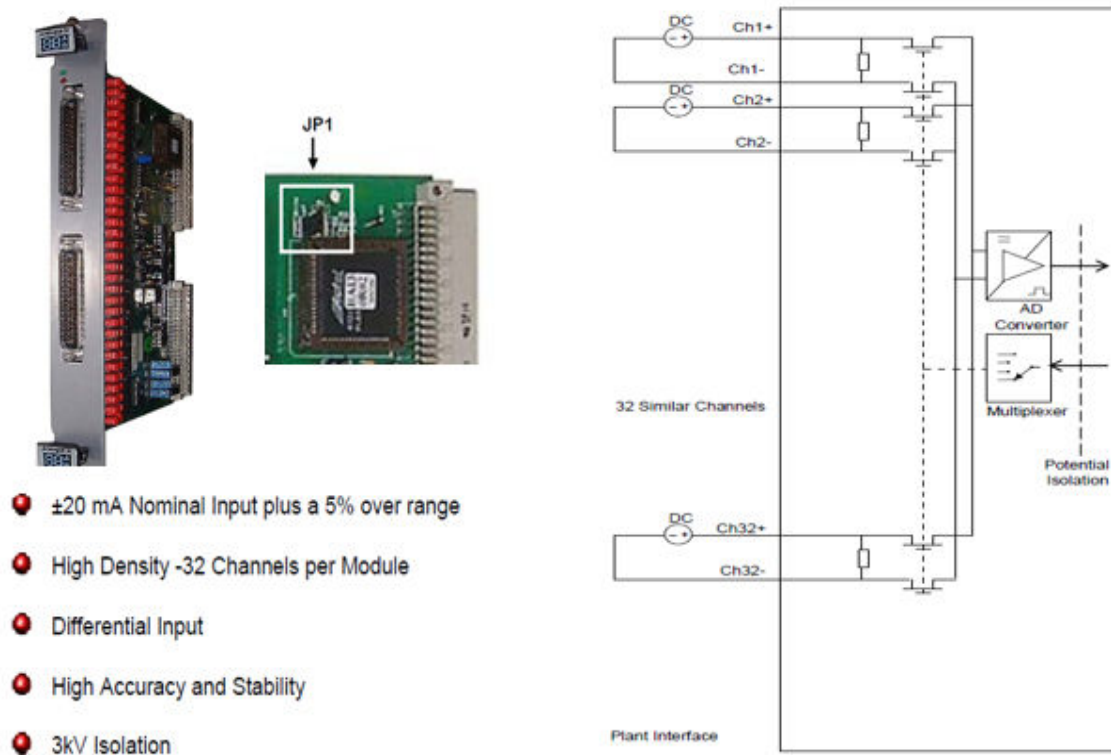 JP1
±20 mA Nominal Input plus a 5% over range
High Density -32 Channels per Module
Differential Input
High Accuracy and Stability
3kV Isolation
DC
Ch1+
Ch1-
DC
Ch2+
Ch2-
AD
Converter
32 Similar Channels
Multiplexer
Potential
Isolation
DC
Ch32+
Ch32-
Plant Interface